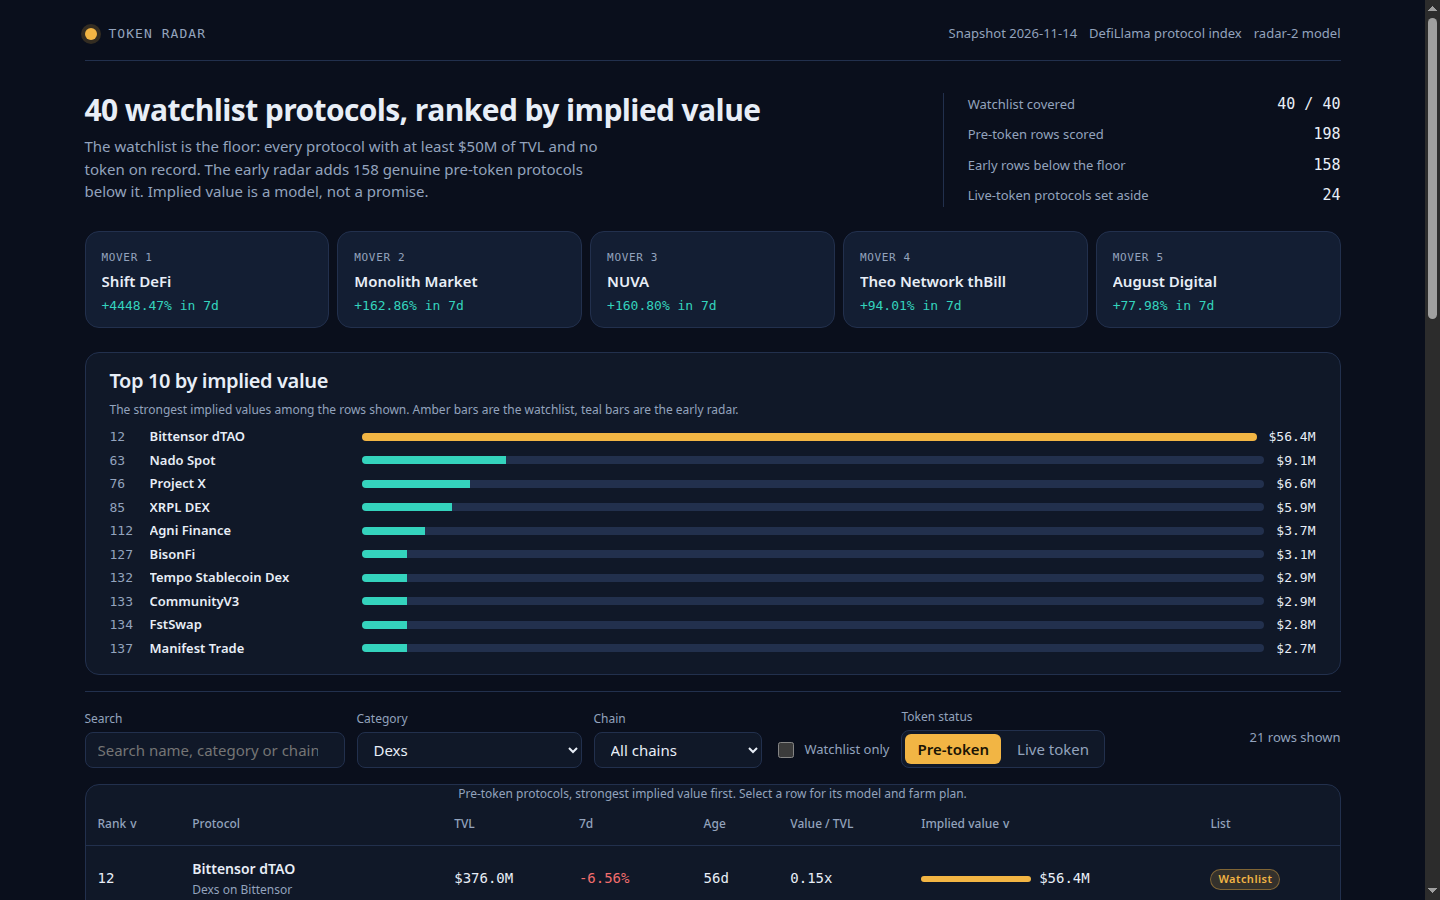 TOKEN RADAR
Snapshot 2026-11-14 DefiLlama protocol index radar-2 model
40 watchlist protocols, ranked by implied value
The watchlist is the floor: every protocol with at least $50M of TVL and no
token on record. The early radar adds 158 genuine pre-token protocols
below it. Implied value is a model, not a promise.
Watchlist covered 40 / 40
Pre-token rows scored 198
Early rows below the floor 158
Live-token protocols set aside 24
MOVER 1
Shift DeFi
+4448.47% in 7d
MOVER 2
Monolith Market
+162.86% in 7d
MOVER 3
NUVA
+160.80% in 7d
MOVER 4
Theo Network thBill
+94.01% in 7d
MOVER 5
August Digital
+77.98% in 7d
Top 10 by implied value
The strongest implied values among the rows shown. Amber bars are the watchlist, teal bars are the early radar.
12 Bittensor dTAO $56.4M
63 Nado Spot $9.1M
76 Project X $6.6M
85 XRPL DEX $5.9M
112 Agni Finance $3.7M
127 BisonFi $3.1M
132 Tempo Stablecoin Dex $2.9M
133 CommunityV3 $2.9M
134 FstSwap $2.8M
137 Manifest Trade $2.7M
Search Category Chain Token status
Search name, category or chain Dexs All chains Watchlist only Pre-token Live token 21 rows shown
Pre-token protocols, strongest implied value first. Select a row for its model and farm plan.
Rank v Protocol TVL 7d Age Value / TVL Implied value v List
12 Bittensor dTAO $376.0M -6.56% 56d 0.15x $56.4M Watchlist
Dexs on Bittensor